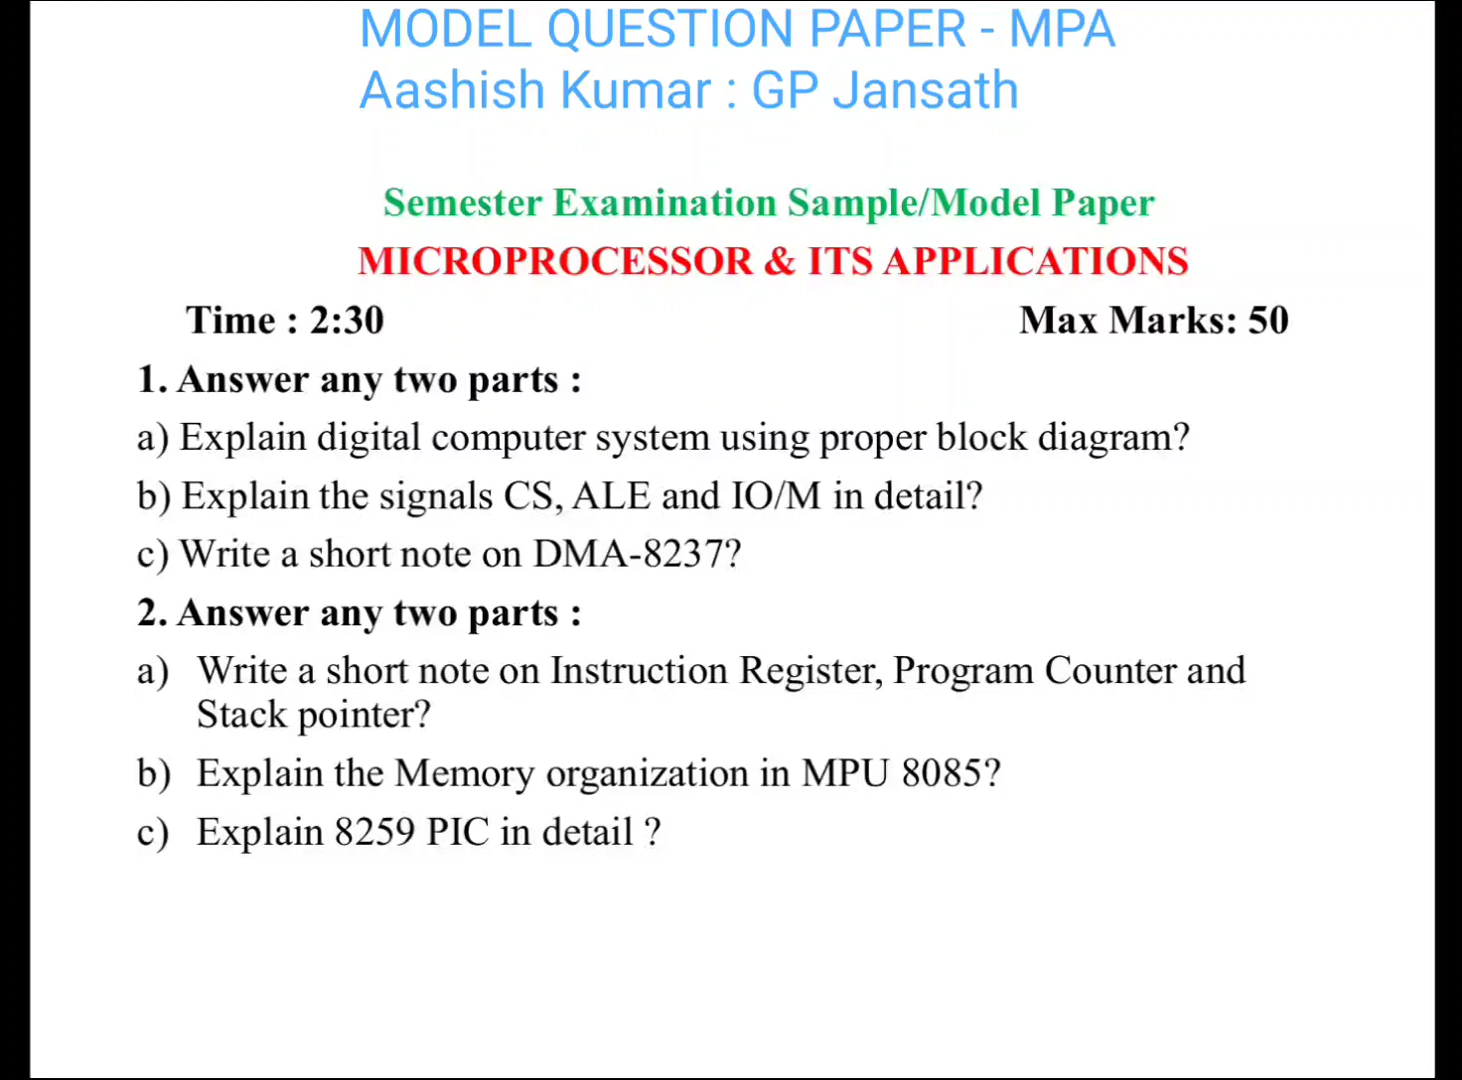 MODEL QUESTION PAPER - MPA
Aashish Kumar : GP Jansath
Semester Examination Sample/Model Paper
MICROPROCESSOR & ITS APPLICATIONS
Time : 2:30 Max Marks: 50
1. Answer any two parts :
a) Explain digital computer system using proper block diagram?
b) Explain the signals CS, ALE and IO/M in detail?
c) Write a short note on DMA-8237?
2. Answer any two parts :
a) Write a short note on Instruction Register, Program Counter and
Stack pointer?
b) Explain the Memory organization in MPU 8085?
c) Explain 8259 PIC in detail ?